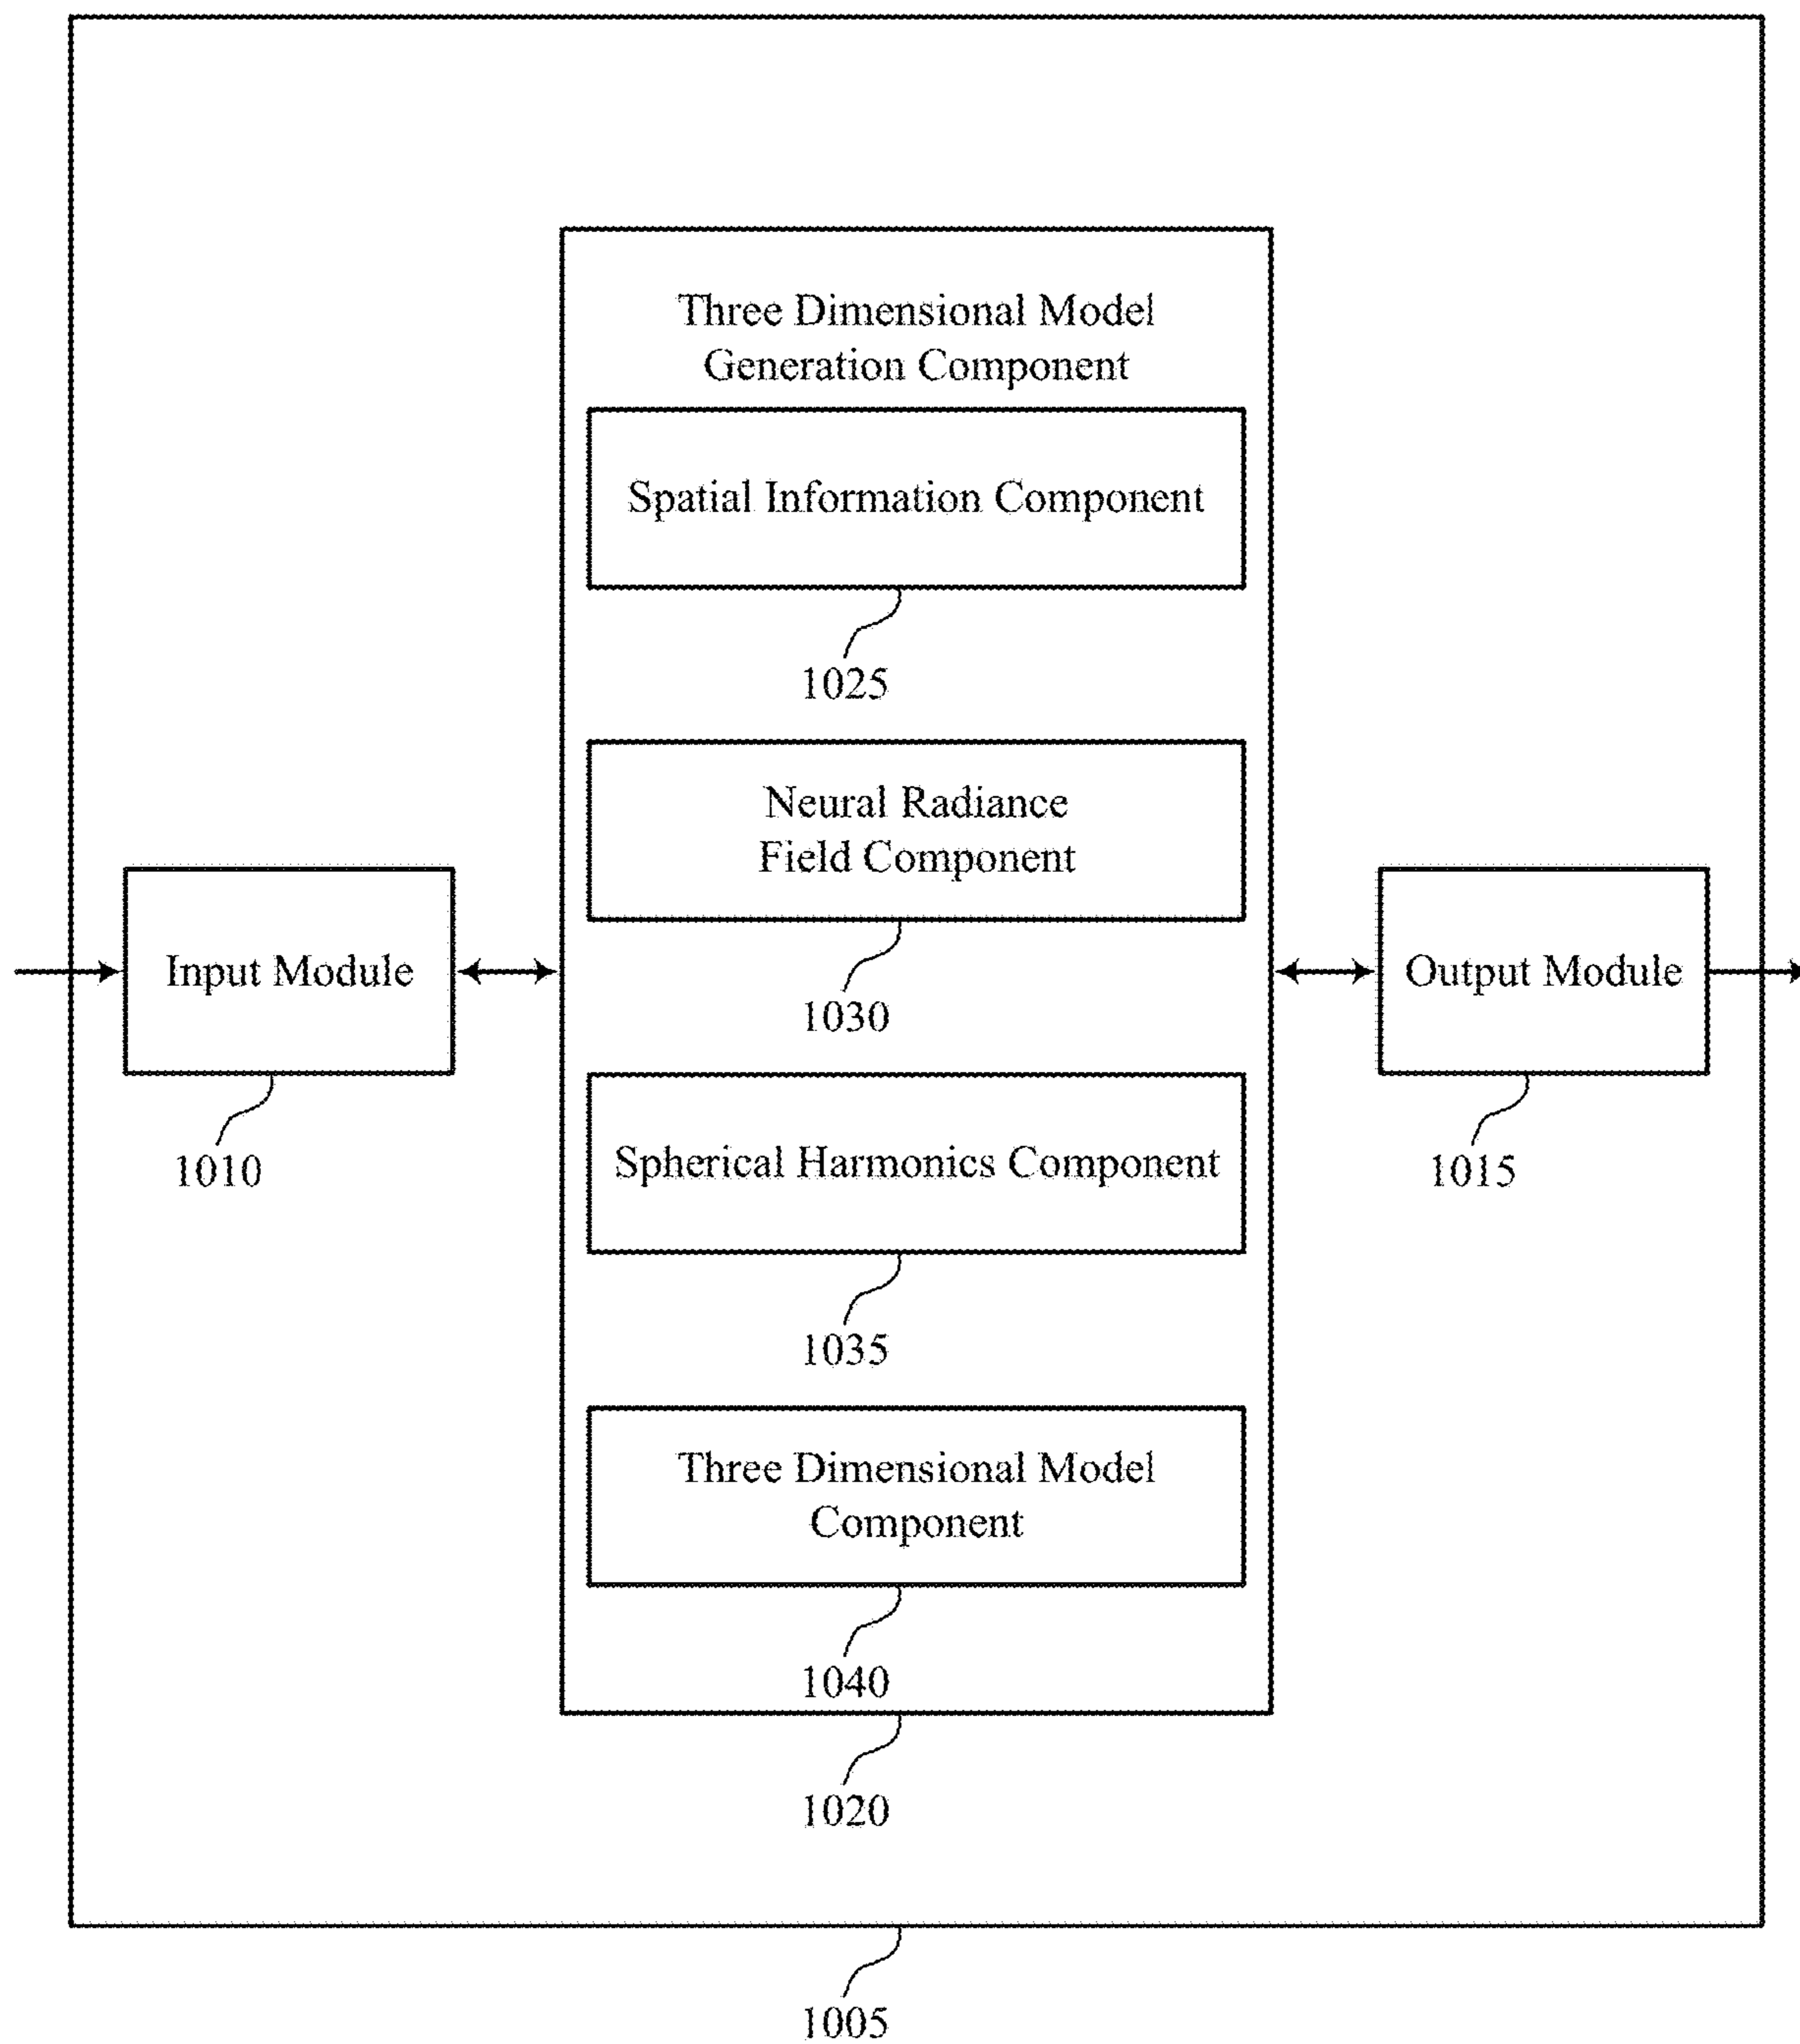 Three Dimensional Model
Generation Component
Spatial Information Component
1025
Neural Radiance
Field Component
1030
Input Module
1010
Output Module
1015
Spherical Harmonics Component
1035
Three Dimensional Model
Component
1040
1020
1005